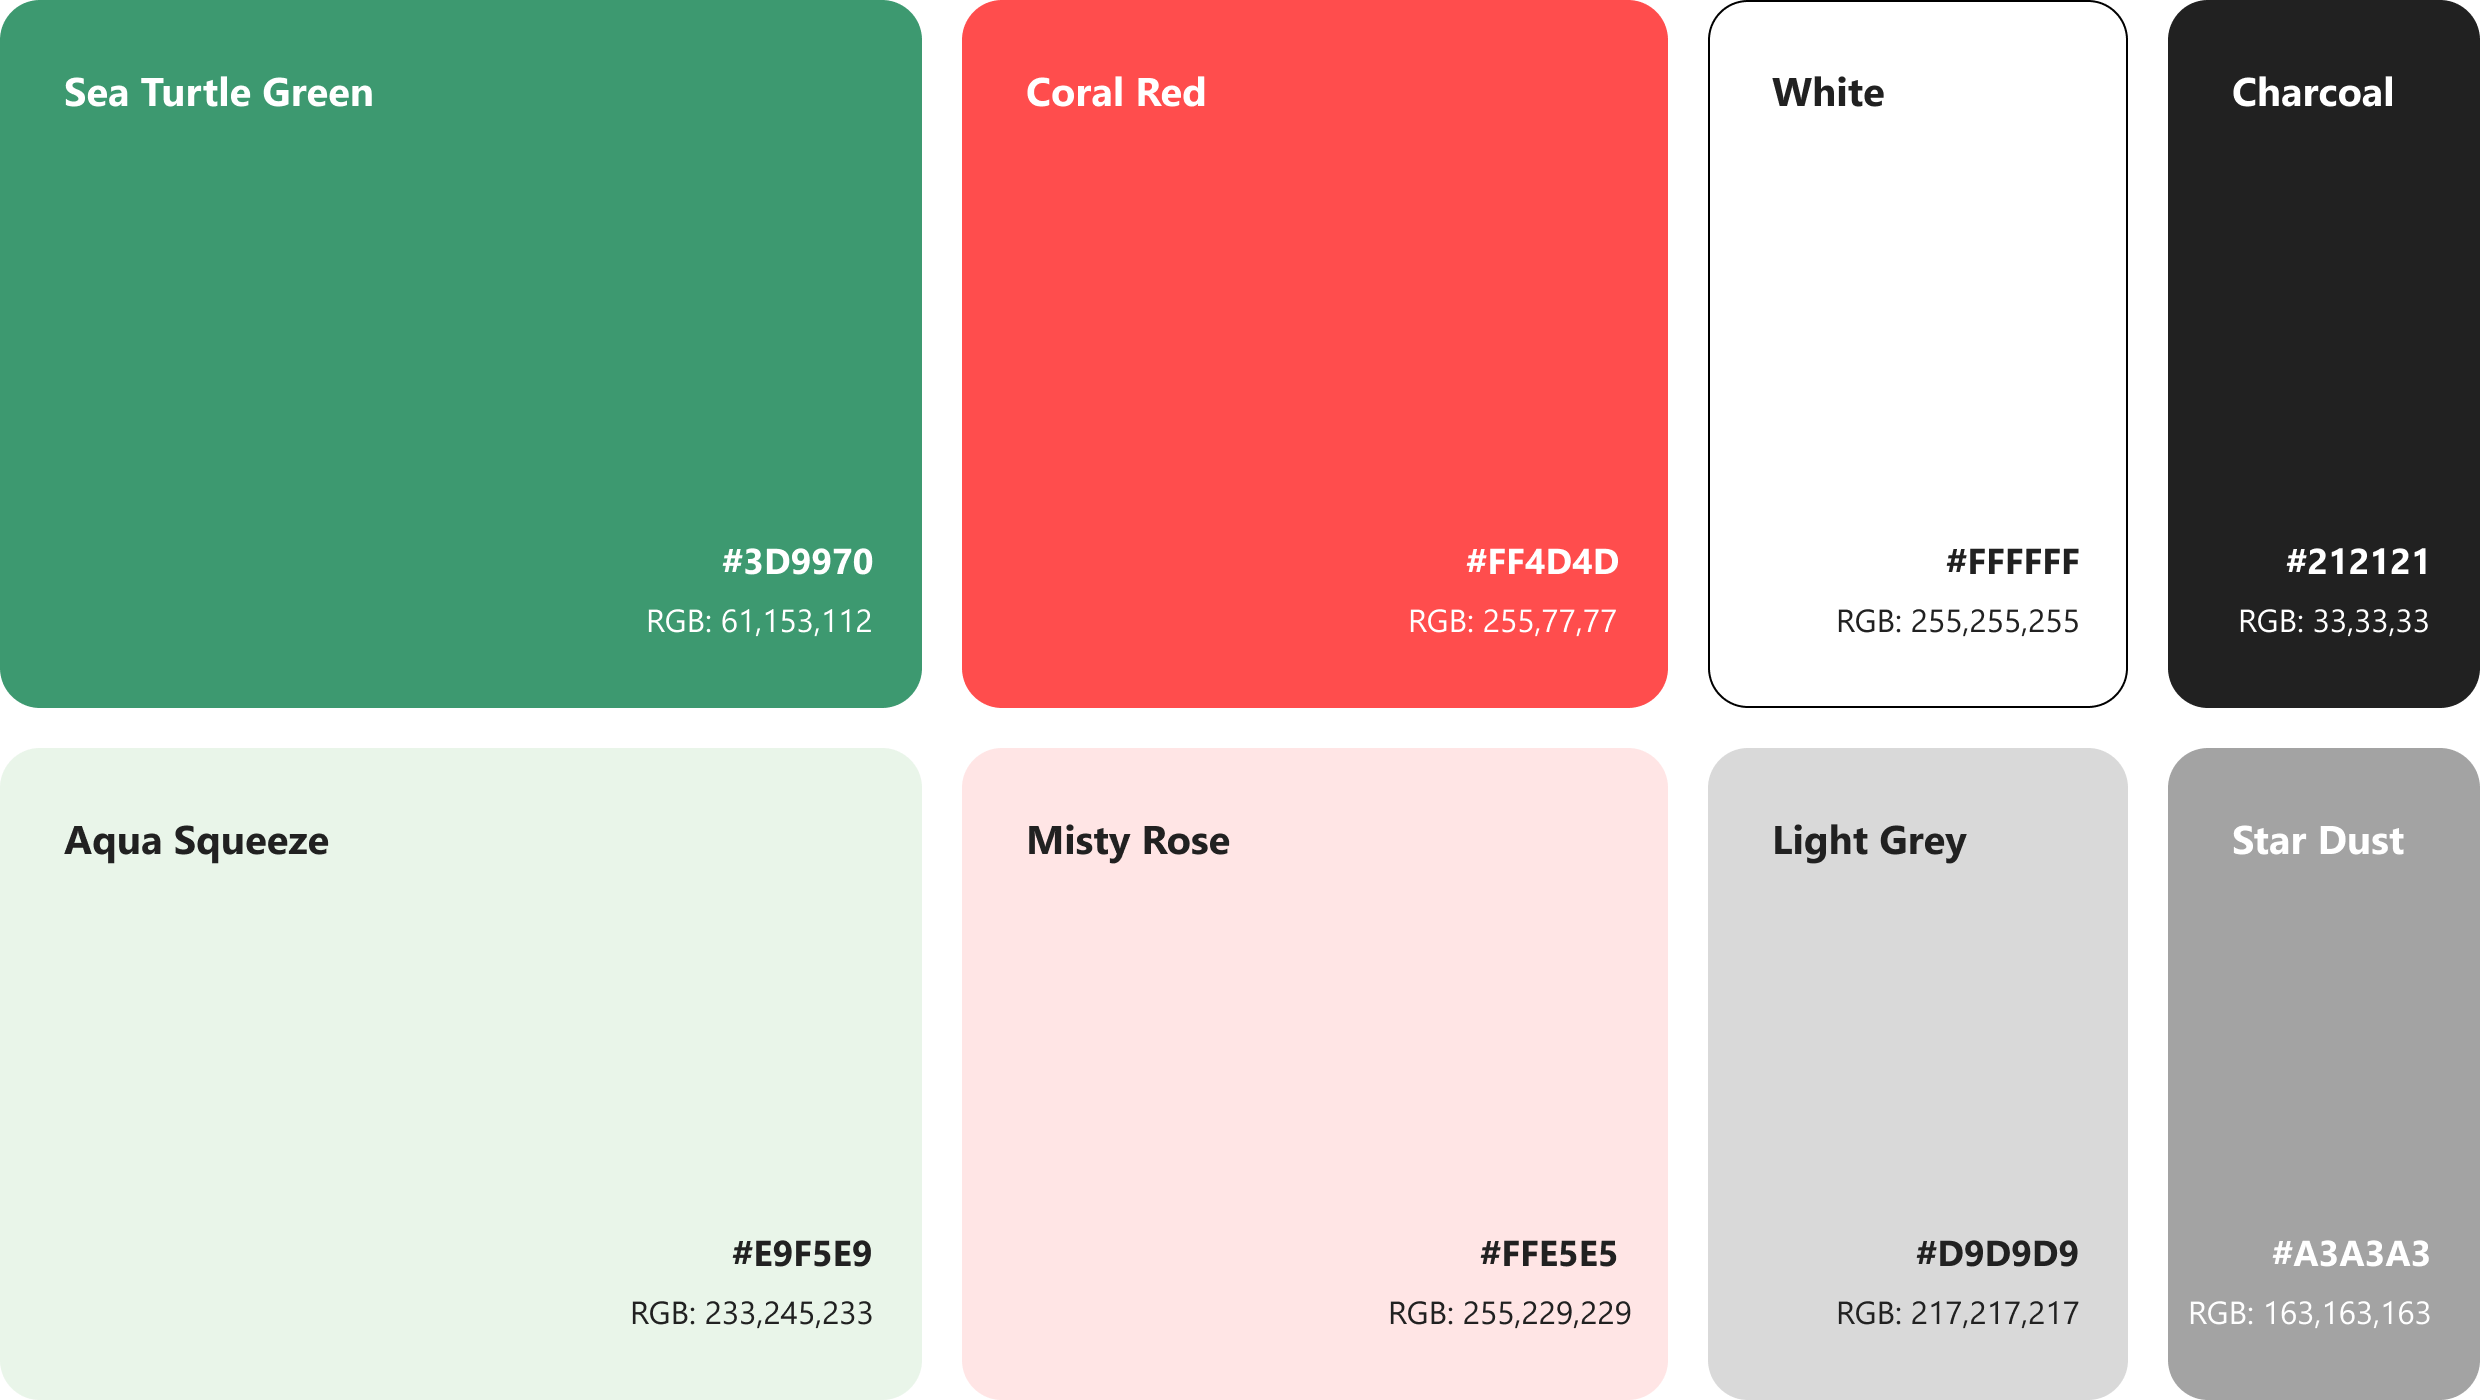 Sea Turtle Green
#3D9970
RGB: 61,153,112
Coral Red
#FF4D4D
RGB: 255,77,77
White
#FFFFFF
RGB: 255,255,255
Charcoal
#212121
RGB: 33,33,33
Aqua Squeeze
#E9F5E9
RGB: 233,245,233
Misty Rose
#FFE5E5
RGB: 255,229,229
Light Grey
#D9D9D9
RGB: 217,217,217
Star Dust
#A3A3A3
RGB: 163,163,163